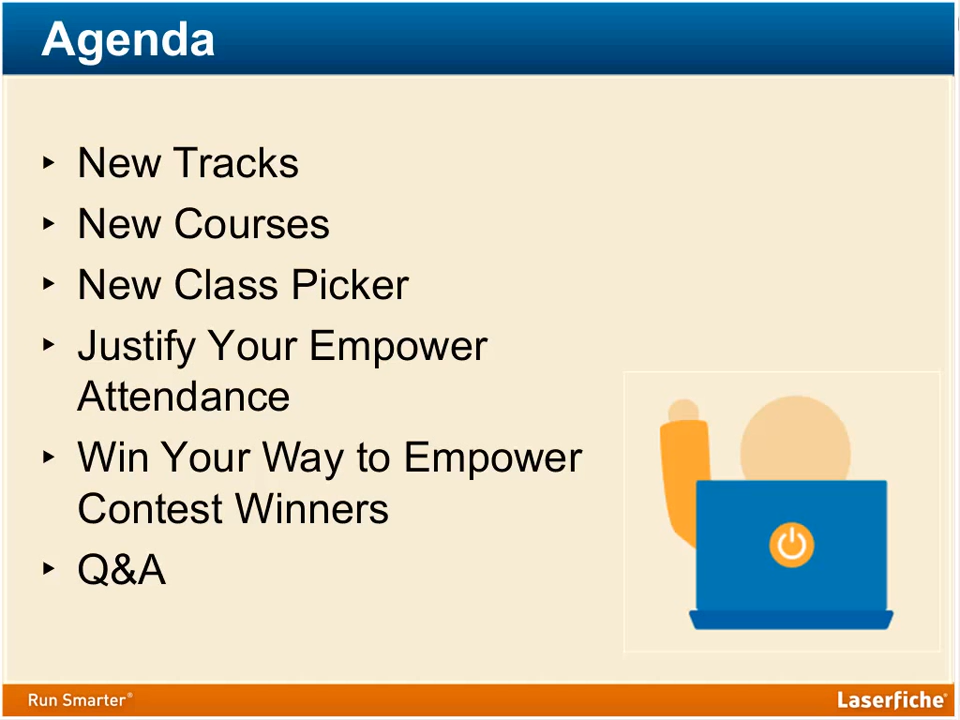 Agenda
‣ New Tracks
‣ New Courses
‣ New Class Picker
‣ Justify Your Empower
Attendance
‣ Win Your Way to Empower
Contest Winners
‣ Q&A
Run Smarter®
Laserfiche®